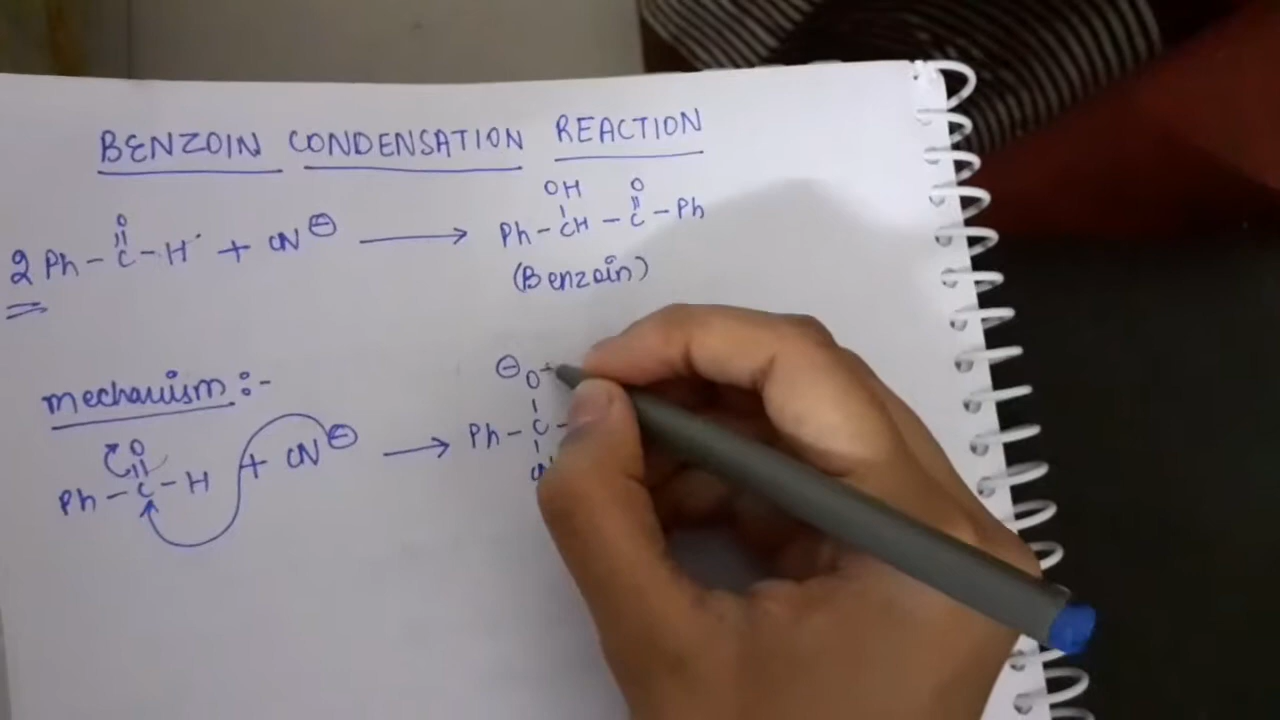 BENZOIN CONDENSATION REACTION
O OH O
2 Ph - C - H + CN ⊖ → Ph - CH - C - Ph
(Benzoin)
mechanism :-
⊖ O
O
Ph - C - H + CN ⊖ → Ph - C -